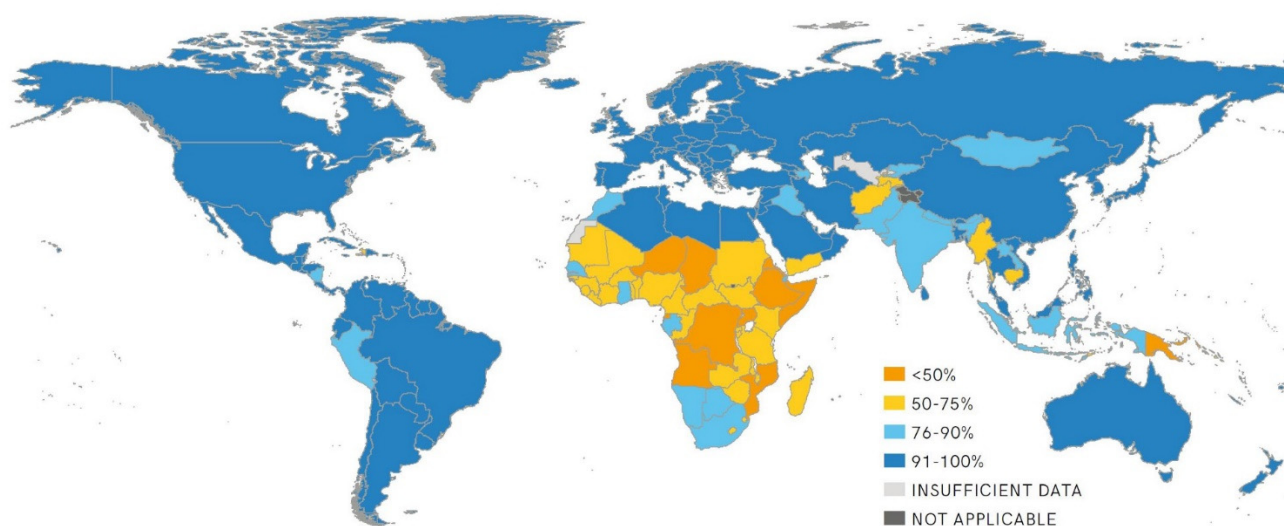 <50%
50-75%
76-90%
91-100%
INSUFFICIENT DATA
NOT APPLICABLE